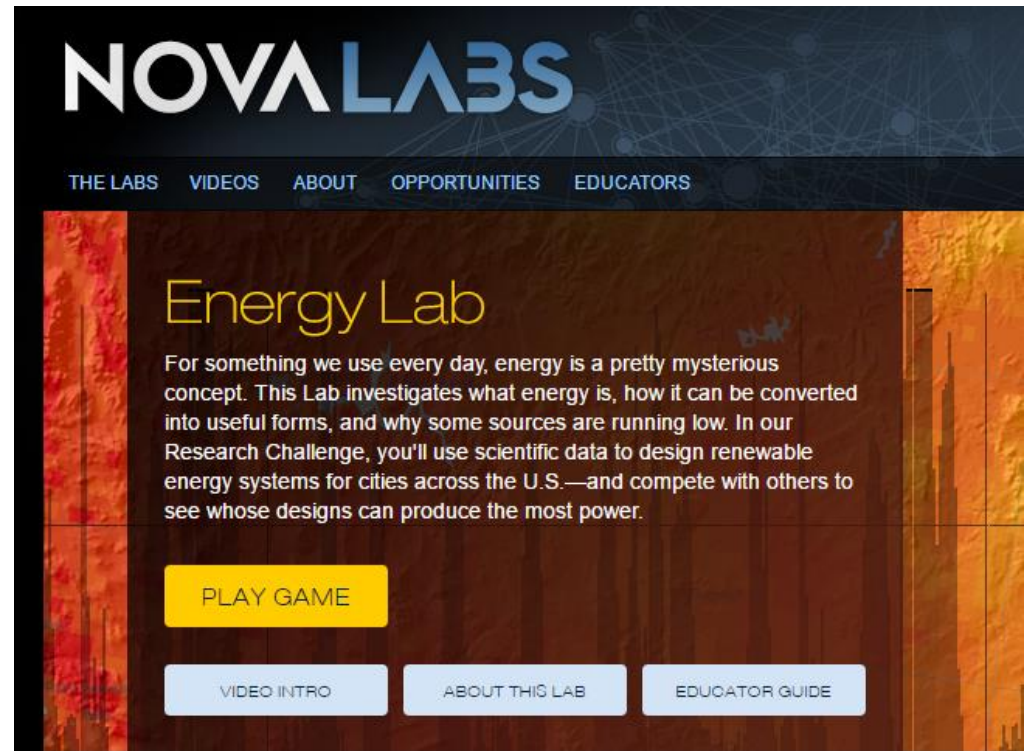 NOVA LABS
THE LABS VIDEOS ABOUT OPPORTUNITIES EDUCATORS
Energy Lab
For something we use every day, energy is a pretty mysterious
concept. This Lab investigates what energy is, how it can be converted
into useful forms, and why some sources are running low. In our
Research Challenge, you'll use scientific data to design renewable
energy systems for cities across the U.S.—and compete with others to
see whose designs can produce the most power.
PLAY GAME
VIDEO INTRO ABOUT THIS LAB EDUCATOR GUIDE